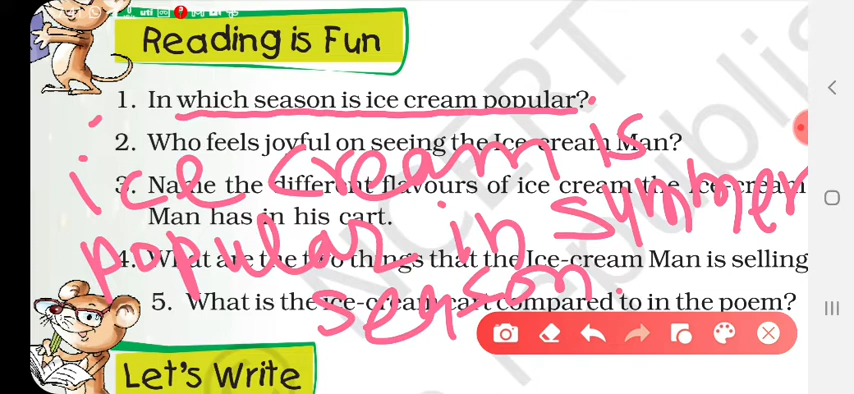 Reading is Fun
1. In which season is ice cream popular?
2. Who feels joyful on seeing the Ice-cream Man?
3. Name the different flavours of ice cream the Ice-cream
Man has in his cart.
4. What are the two things that the Ice-cream Man is selling
5. What is the ice-cream cart compared to in the poem?
ice cream is
popular in symmer
season.
Let's Write
NCERT